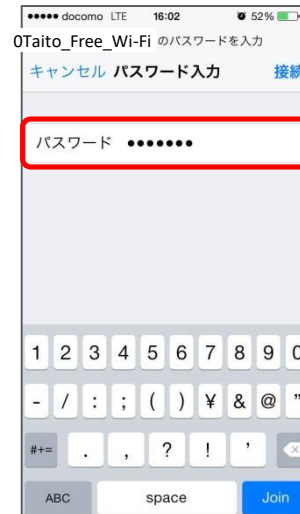 docomo LTE 16:02 52%
0Taito_Free_Wi-Fi のパスワードを入力
キャンセル パスワード入力 接続
パスワード •••••••
1 2 3 4 5 6 7 8 9 0
- / : ; ( ) ¥ & @ "
#+= . , ? ! '
ABC space Join